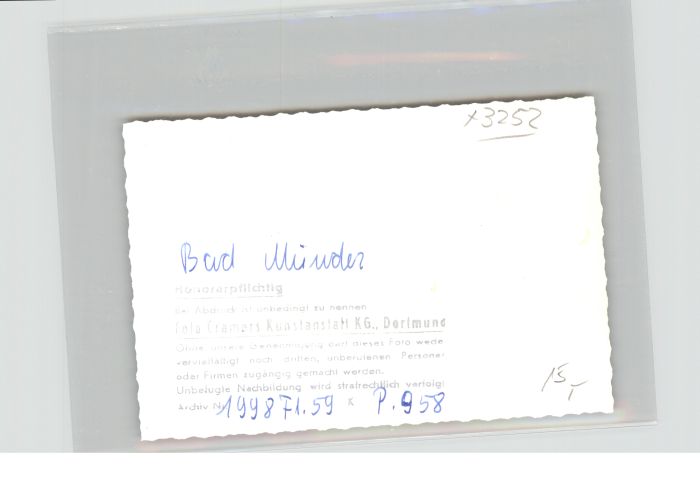 x3252
Bad Münder
Honorarpflichtig
Bei Abdruck ist unbedingt zu nennen
Foto Cramers Kunstanstalt KG., Dortmund
Ohne unsere Genehmigung darf dieses Foto weder
vervielfältigt noch dritten, unberufenen Personen
oder Firmen zugängig gemacht werden.
Unbefugte Nachbildung wird strafrechtlich verfolgt
Archiv Nr. 19987 1.59 K P.958
15,-